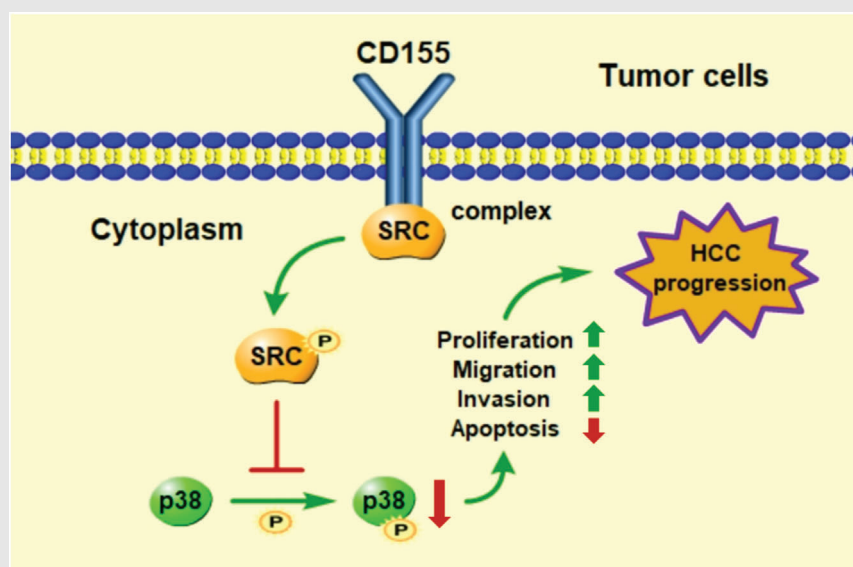 CD155
Tumor cells
Cytoplasm
SRC
complex
HCC
progression
SRC
P
Proliferation
Migration
Invasion
Apoptosis
p38
P
p38
P